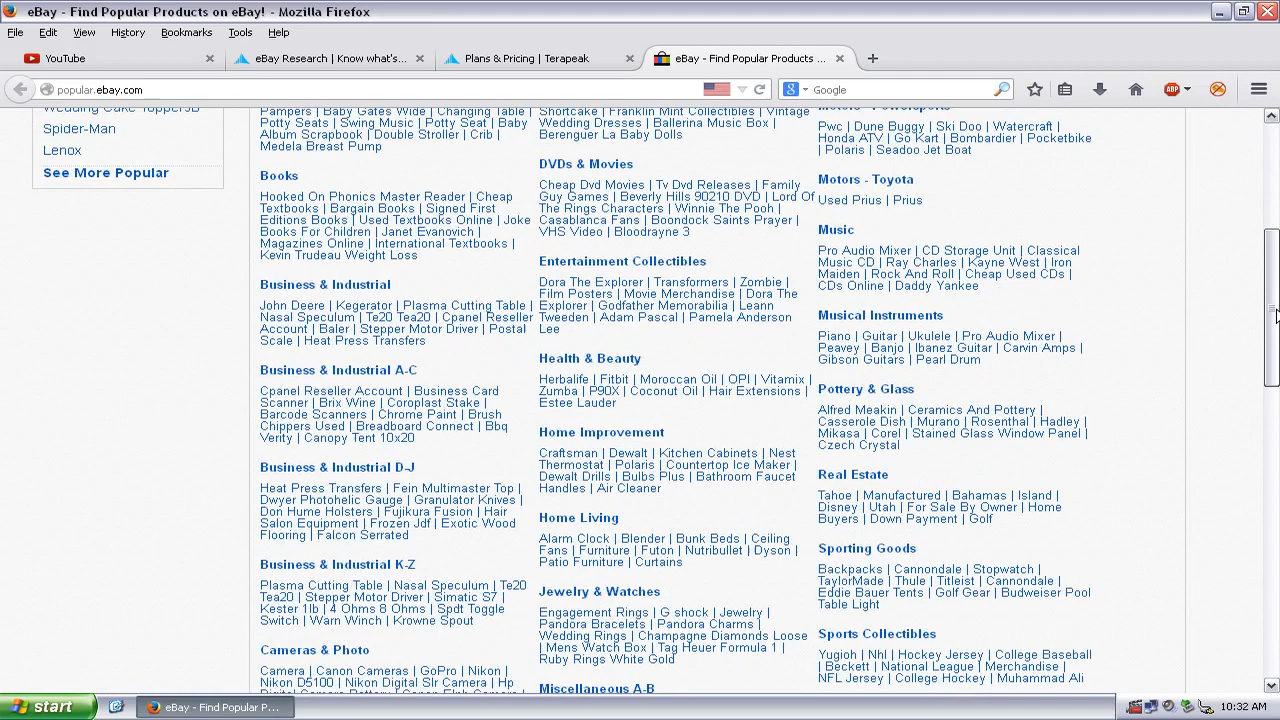 eBay - Find Popular Products on eBay! - Mozilla Firefox
File Edit View History Bookmarks Tools Help
YouTube
eBay Research | Know what's...
Plans & Pricing | Terapeak
eBay - Find Popular Products ...
popular.ebay.com
Google
ABP
Spider-Man
Lenox
See More Popular
Pampers | Baby Gates Wide | Changing Table |
Potty Seats | Swing Music | Potty Seat | Baby
Album Scrapbook | Double Stroller | Crib |
Medela Breast Pump
Books
Hooked On Phonics Master Reader | Cheap
Textbooks | Bargain Books | Signed First
Editions Books | Used Textbooks Online | Joke
Books For Children | Janet Evanovich |
Magazines Online | International Textbooks |
Kevin Trudeau Weight Loss
Business & Industrial
John Deere | Kegerator | Plasma Cutting Table |
Nasal Speculum | Te20 Tea20 | Cpanel Reseller
Account | Baler | Stepper Motor Driver | Postal
Scale | Heat Press Transfers
Business & Industrial A-C
Cpanel Reseller Account | Business Card
Scanner | Brix Wine | Coroplast Stake |
Barcode Scanners | Chrome Paint | Brush
Chippers Used | Breadboard Connect | Bbq
Verity | Canopy Tent 10x20
Business & Industrial D-J
Heat Press Transfers | Fein Multimaster Top |
Dwyer Photohelic Gauge | Granulator Knives |
Don Hume Holsters | Fujikura Fusion | Hair
Salon Equipment | Frozen Jdf | Exotic Wood
Flooring | Falcon Serrated
Business & Industrial K-Z
Plasma Cutting Table | Nasal Speculum | Te20
Tea20 | Stepper Motor Driver | Simatic S7 |
Kester 1lb | 4 Ohms 8 Ohms | Spdt Toggle
Switch | Warn Winch | Krowne Spout
Cameras & Photo
Camera | Canon Cameras | GoPro | Nikon |
Nikon D5100 | Nikon Digital Slr Camera | Hp
Shortcake | Franklin Mint Collectibles | Vintage
Wedding Dresses | Ballerina Music Box |
Berenguer La Baby Dolls
DVDs & Movies
Cheap Dvd Movies | Tv Dvd Releases | Family
Guy Games | Beverly Hills 90210 DVD | Lord Of
The Rings Characters | Winnie The Pooh |
Casablanca Fans | Boondock Saints Prayer |
VHS Video | Bloodrayne 3
Entertainment Collectibles
Dora The Explorer | Transformers | Zombie |
Film Posters | Movie Merchandise | Dora The
Explorer | Godfather Memorabilia | Leann
Tweeden | Adam Pascal | Pamela Anderson
Lee
Health & Beauty
Herbalife | Fitbit | Moroccan Oil | OPI | Vitamix |
Zumba | P90X | Coconut Oil | Hair Extensions |
Estee Lauder
Home Improvement
Craftsman | Dewalt | Kitchen Cabinets | Nest
Thermostat | Polaris | Countertop Ice Maker |
Dewalt Drills | Bulbs Plus | Bathroom Faucet
Handles | Air Cleaner
Home Living
Alarm Clock | Blender | Bunk Beds | Ceiling
Fans | Furniture | Futon | Nutribullet | Dyson |
Patio Furniture | Curtains
Jewelry & Watches
Engagement Rings | G shock | Jewelry |
Pandora Bracelets | Pandora Charms |
Wedding Rings | Champagne Diamonds Loose
| Mens Watch Box | Tag Heuer Formula 1 |
Ruby Rings White Gold
Miscellaneous A-B
Pwc | Dune Buggy | Ski Doo | Watercraft |
Honda ATV | Go Kart | Bombardier | Pocketbike
| Polaris | Seadoo Jet Boat
Motors - Toyota
Used Prius | Prius
Music
Pro Audio Mixer | CD Storage Unit | Classical
Music CD | Ray Charles | Kayne West | Iron
Maiden | Rock And Roll | Cheap Used CDs |
CDs Online | Daddy Yankee
Musical Instruments
Piano | Guitar | Ukulele | Pro Audio Mixer |
Peavey | Banjo | Ibanez Guitar | Carvin Amps |
Gibson Guitars | Pearl Drum
Pottery & Glass
Alfred Meakin | Ceramics And Pottery |
Casserole Dish | Murano | Rosenthal | Hadley |
Mikasa | Corel | Stained Glass Window Panel |
Czech Crystal
Real Estate
Tahoe | Manufactured | Bahamas | Island |
Disney | Utah | For Sale By Owner | Home
Buyers | Down Payment | Golf
Sporting Goods
Backpacks | Cannondale | Stopwatch |
TaylorMade | Thule | Titleist | Cannondale |
Eddie Bauer Tents | Golf Gear | Budweiser Pool
Table Light
Sports Collectibles
Yugioh | Nhl | Hockey Jersey | College Baseball
| Beckett | National League | Merchandise |
NFL Jersey | College Hockey | Muhammad Ali
start
eBay - Find Popular P...
10:32 AM